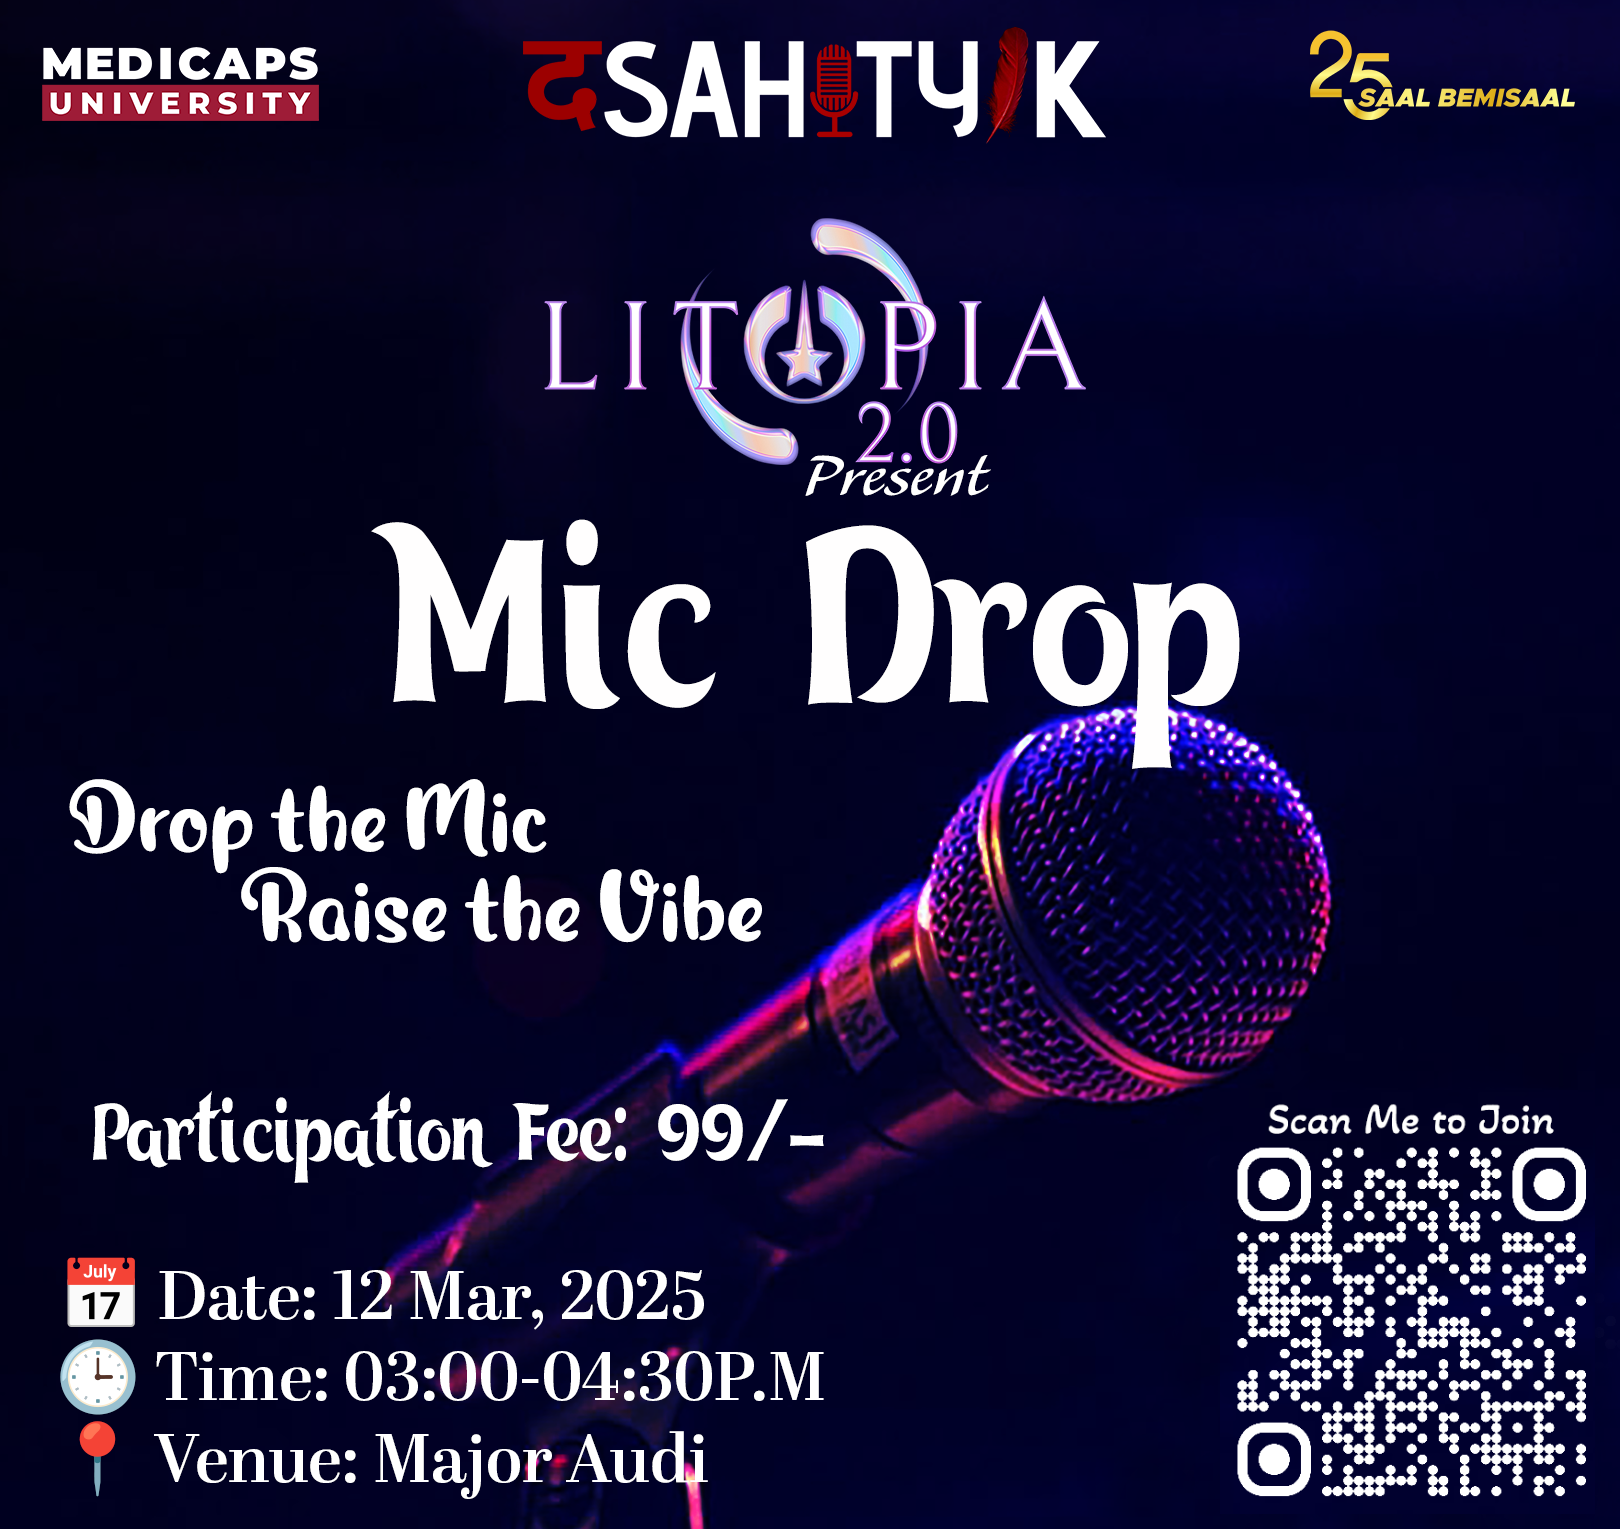 MEDICAPS
UNIVERSITY
दSAHITYIK
25
SAAL BEMISAAL
LITOPIA
2.0
Present
Mic Drop
Drop the Mic
Raise the Vibe
Participation Fee: 99/-
Scan Me to Join
July
17
Date: 12 Mar, 2025
Time: 03:00-04:30P.M
Venue: Major Audi